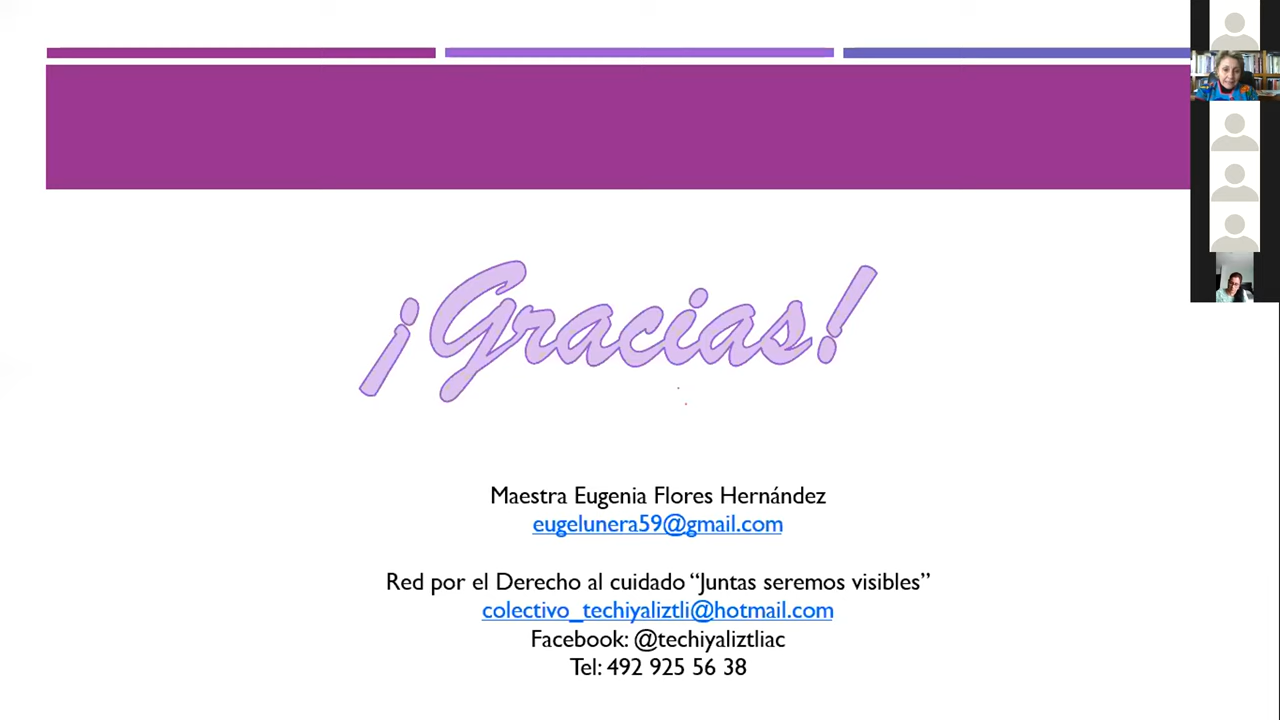 ¡Gracias!
Maestra Eugenia Flores Hernández
eugelunera59@gmail.com
Red por el Derecho al cuidado “Juntas seremos visibles”
colectivo_techiyaliztli@hotmail.com
Facebook: @techiyaliztliac
Tel: 492 925 56 38